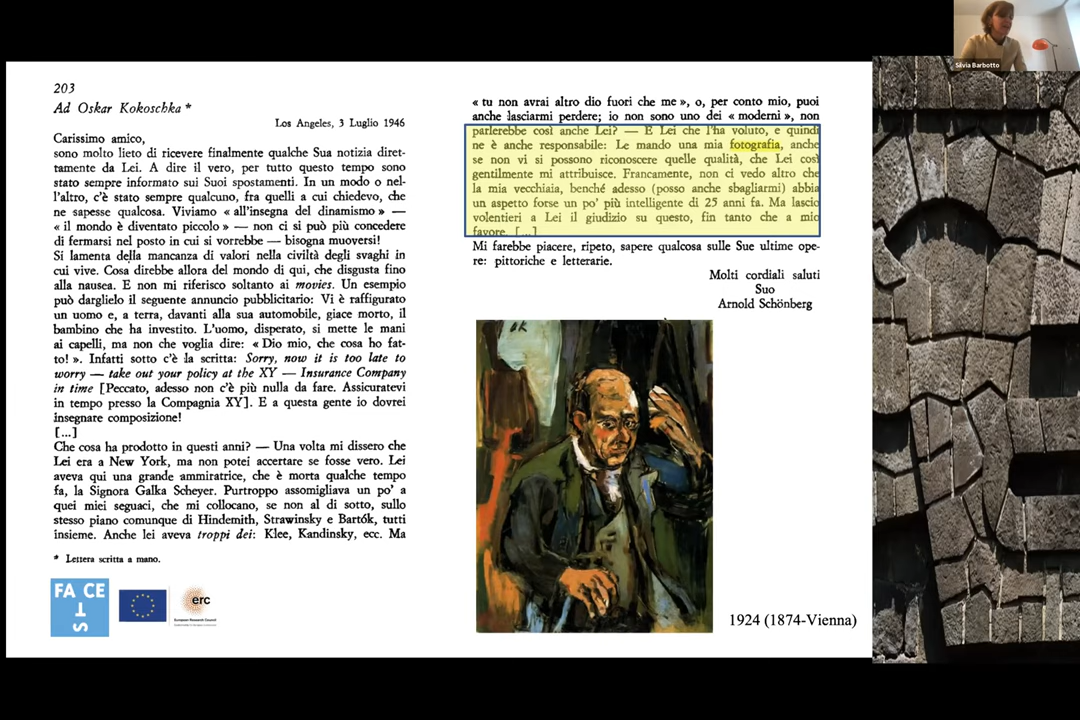 203
Ad Oskar Kokoschka *
Los Angeles, 3 Luglio 1946
Carissimo amico,
sono molto lieto di ricevere finalmente qualche Sua notizia diret-
tamente da Lei. A dire il vero, per tutto questo tempo sono
stato sempre informato sui Suoi spostamenti. In un modo o nel-
l'altro, c'è stato sempre qualcuno, fra quelli a cui chiedevo, che
ne sapesse qualcosa. Viviamo « all'insegna del dinamismo » —
« il mondo è diventato piccolo » — non ci si può più concedere
di fermarsi nel posto in cui si vorrebbe — bisogna muoversi!
Si lamenta della mancanza di valori nella civiltà degli svaghi in
cui vive. Cosa direbbe allora del mondo di qui, che disgusta fino
alla nausea. E non mi riferisco soltanto ai movies. Un esempio
può darglielo il seguente annuncio pubblicitario: Vi è raffigurato
un uomo e, a terra, davanti alla sua automobile, giace morto, il
bambino che ha investito. L'uomo, disperato, si mette le mani
ai capelli, ma non che voglia dire: « Dio mio, che cosa ho fat-
to! ». Infatti sotto c'è la scritta: Sorry, now it is too late to
worry — take out your policy at the XY — Insurance Company
in time [Peccato, adesso non c'è più nulla da fare. Assicuratevi
in tempo presso la Compagnia XY]. E a questa gente io dovrei
insegnare composizione!
[...]
Che cosa ha prodotto in questi anni? — Una volta mi dissero che
Lei era a New York, ma non potei accertare se fosse vero. Lei
aveva qui una grande ammiratrice, che è morta qualche tempo
fa, la Signora Galka Scheyer. Purtroppo assomigliava un po' a
quei miei seguaci, che mi collocano, se non al di sotto, sullo
stesso piano comunque di Hindemith, Strawinsky e Bartók, tutti
insieme. Anche lei aveva troppi dei: Klee, Kandinsky, ecc. Ma
* Lettera scritta a mano.
« tu non avrai altro dio fuori che me », o, per conto mio, puoi
anche lasciarmi perdere; io non sono uno dei « moderni », non
parlerebbe così anche Lei? — E Lei che l'ha voluto, e quindi
ne è anche responsabile: Le mando una mia fotografia, anche
se non vi si possono riconoscere quelle qualità, che Lei così
gentilmente mi attribuisce. Francamente, non ci vedo altro che
la mia vecchiaia, benché adesso (posso anche sbagliarmi) abbia
un aspetto forse un po' più intelligente di 25 anni fa. Ma lascio
volentieri a Lei il giudizio su questo, fin tanto che a mio
favore. [...]
Mi farebbe piacere, ripeto, sapere qualcosa sulle Sue ultime ope-
re: pittoriche e letterarie.
Molti cordiali saluti
Suo
Arnold Schönberg
OK
1924 (1874-Vienna)
FACETS
erc
European Research Council
Silvia Barbotto